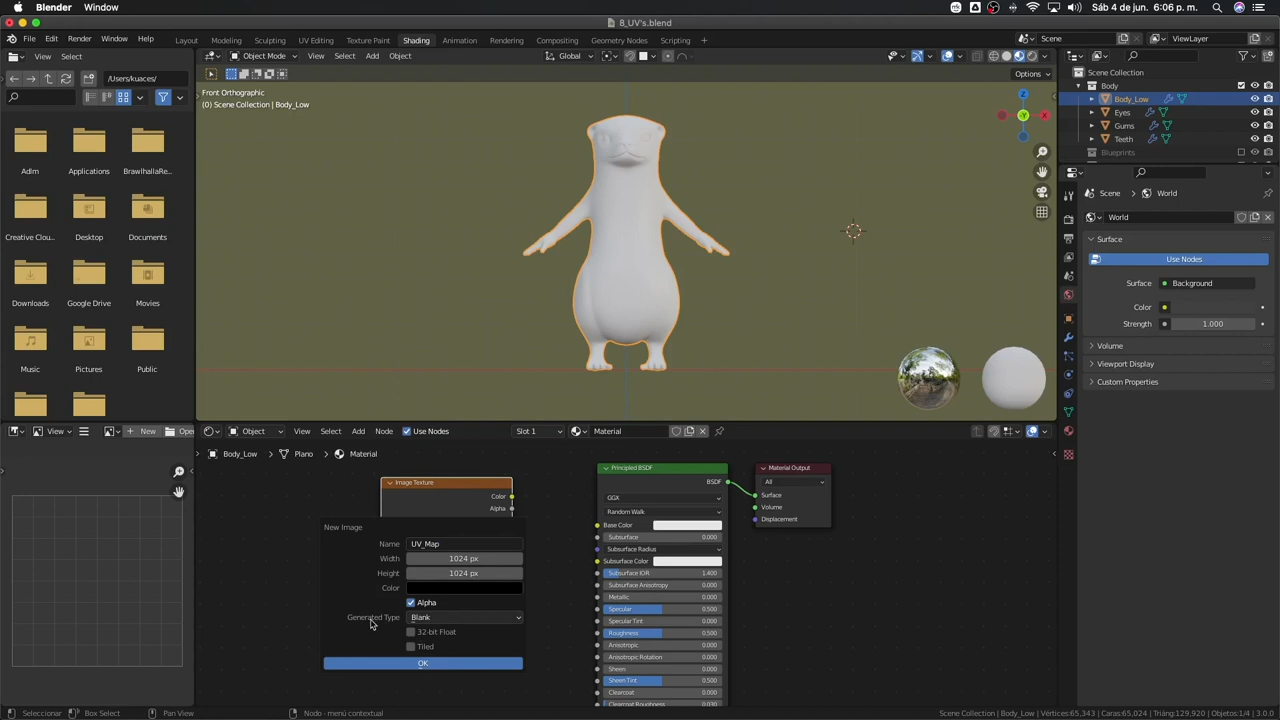 Blender Window Sáb 4 de jun. 6:06 p. m.
8_UV's.blend
File Edit Render Window Help Layout Modeling Sculpting UV Editing Texture Paint Shading Animation Rendering Compositing Geometry Nodes Scripting Scene ViewLayer
View Select Object Mode View Select Add Object Global
/Users/kuaces/ Options
Front Orthographic
(0) Scene Collection | Body_Low
Adlm Applications BrawlhallaRe...
Creative Clou... Desktop Documents
Downloads Google Drive Movies
Music Pictures Public
Z
Y X
Scene Collection
Body
Body_Low
Eyes
Gums
Teeth
Blueprints
Scene World
World
Surface
Use Nodes
Surface Background
Color
Strength 1.000
Volume
Viewport Display
Custom Properties
View New Open Object View Select Add Node Use Nodes Slot 1 Material
Body_Low Plano Material
Image Texture
Color
Alpha
New Image
Name UV_Map
Width 1024 px
Height 1024 px
Color
Alpha
Generated Type Blank
32-bit Float
Tiled
OK
Principled BSDF
BSDF
GGX
Random Walk
Base Color
Subsurface 0.000
Subsurface Radius
Subsurface Color
Subsurface IOR 1.400
Subsurface Anisotropy 0.000
Metallic 0.000
Specular 0.500
Specular Tint 0.000
Roughness 0.500
Anisotropic 0.000
Anisotropic Rotation 0.000
Sheen 0.000
Sheen Tint 0.500
Clearcoat 0.000
Clearcoat Roughness 0.030
Material Output
All
Surface
Volume
Displacement
Seleccionar Box Select Pan View Nodo - menú contextual Scene Collection | Body_Low | Vértices:65,343 | Caras:65,024 | Triáng:129,920 | Objetos:1/4 | 3.0.0